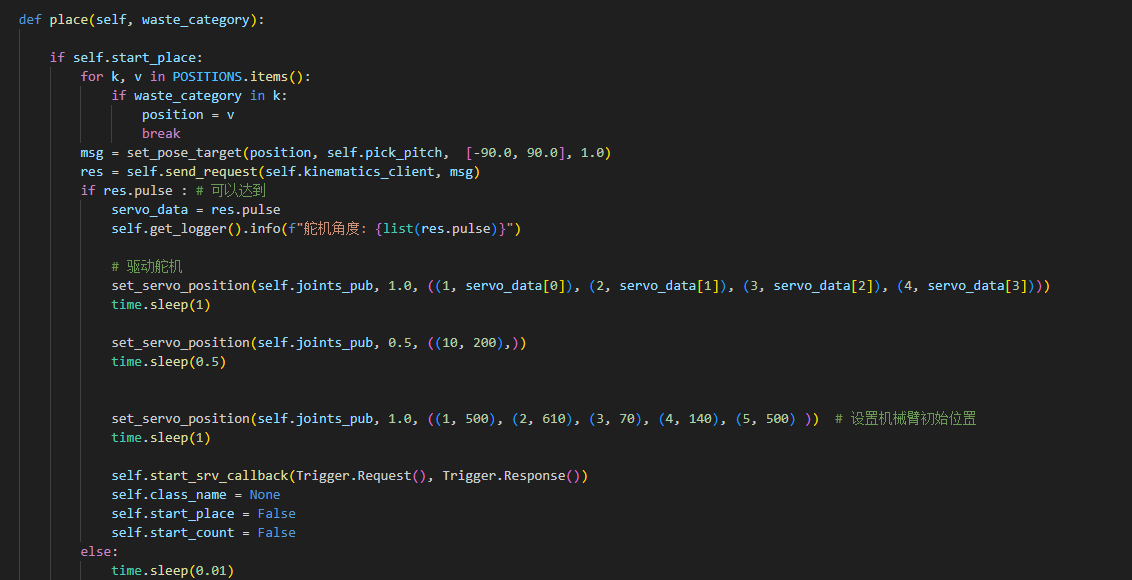 def place(self, waste_category):
if self.start_place:
for k, v in POSITIONS.items():
if waste_category in k:
position = v
break
msg = set_pose_target(position, self.pick_pitch,  [-90.0, 90.0], 1.0)
res = self.send_request(self.kinematics_client, msg)
if res.pulse : # 可以达到
servo_data = res.pulse
self.get_logger().info(f"舵机角度: {list(res.pulse)}")
# 驱动舵机
set_servo_position(self.joints_pub, 1.0, ((1, servo_data[0]), (2, servo_data[1]), (3, servo_data[2]), (4, servo_data[3])))
time.sleep(1)
set_servo_position(self.joints_pub, 0.5, ((10, 200),))
time.sleep(0.5)
set_servo_position(self.joints_pub, 1.0, ((1, 500), (2, 610), (3, 70), (4, 140), (5, 500) ))  # 设置机械臂初始位置
time.sleep(1)
self.start_srv_callback(Trigger.Request(), Trigger.Response())
self.class_name = None
self.start_place = False
self.start_count = False
else:
time.sleep(0.01)